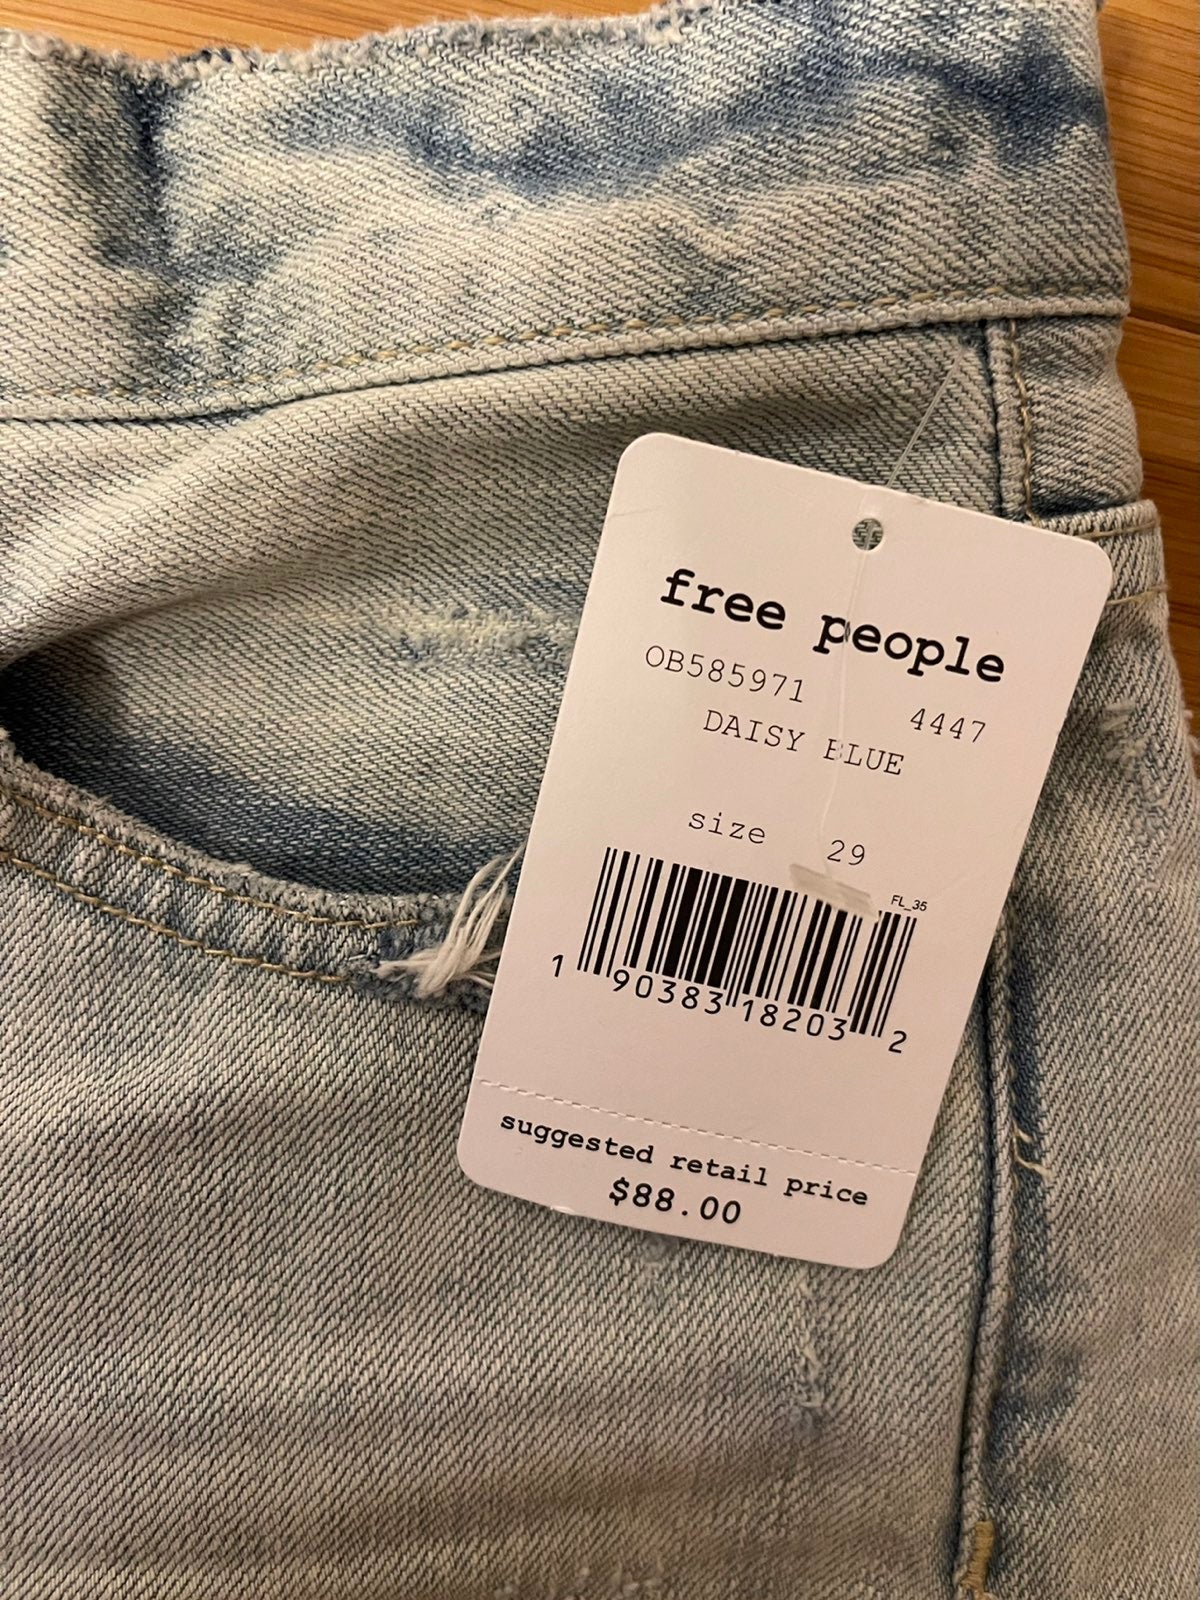 free people
OB585971 4447
DAISY BLUE
size 29
FL_35
1 90383 18203 2
suggested retail price
$88.00